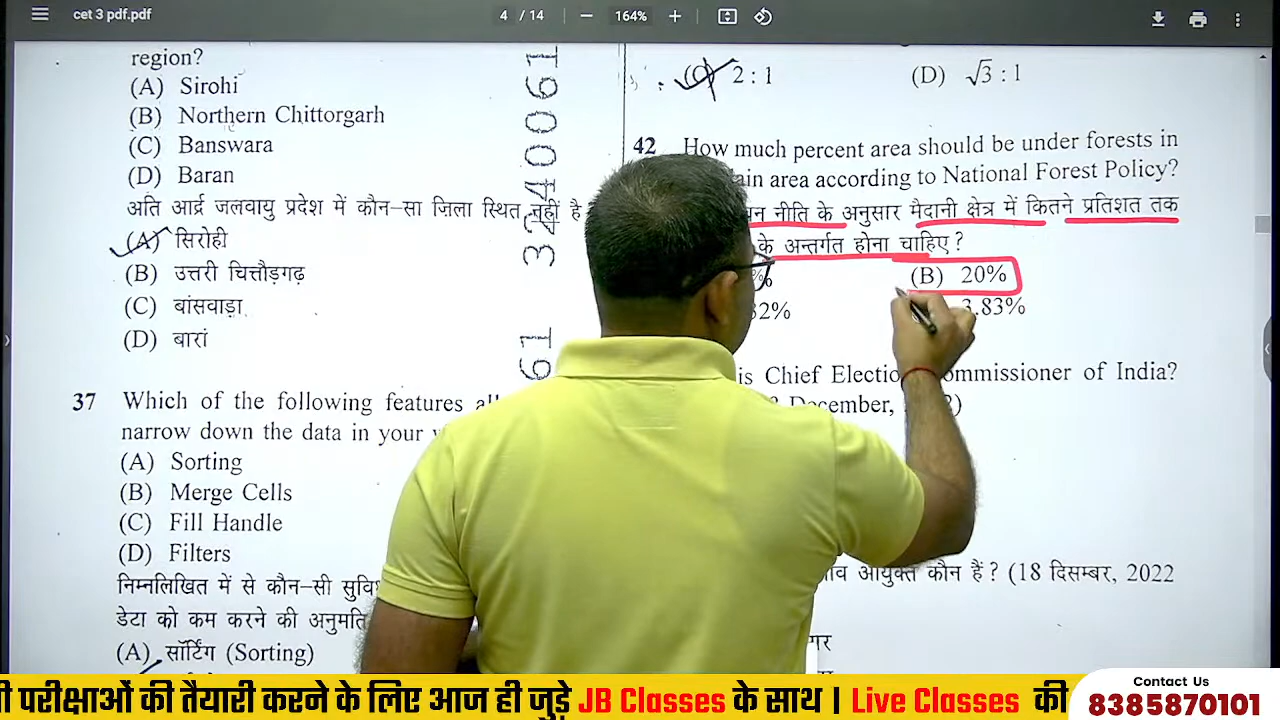 cet 3 pdf.pdf
4 / 14
164%
region?
(A) Sirohi
(B) Northern Chittorgarh
(C) Banswara
(D) Baran
अति आर्द्र जलवायु प्रदेश में कौन-सा ज़िला स्थित नहीं है
(A) सिरोही
(B) उत्तरी चित्तौड़गढ़
(C) बांसवाड़ा
(D) बारां
37 Which of the following features
narrow down the data in your
(A) Sorting
(B) Merge Cells
(C) Fill Handle
(D) Filters
निम्नलिखित में से कौन-सी
डेटा को कम करने की अनुमति
(A) सॉर्टिंग (Sorting)
3240061
61
2 : 1
(D) √3 : 1
42 How much percent area should be under forests in
area according to National Forest Policy?
नीति के अनुसार मैदानी क्षेत्र में कितने प्रतिशत तक
के अन्तर्गत होना चाहिए ?
(B) 20%
32%
3.83%
is Chief Election Commissioner of India?
December,
आयुक्त कौन हैं ? (18 दिसम्बर, 2022
परीक्षाओं की तैयारी करने के लिए आज ही जुड़े JB Classes के साथ । Live Classes की
Contact Us
8385870101